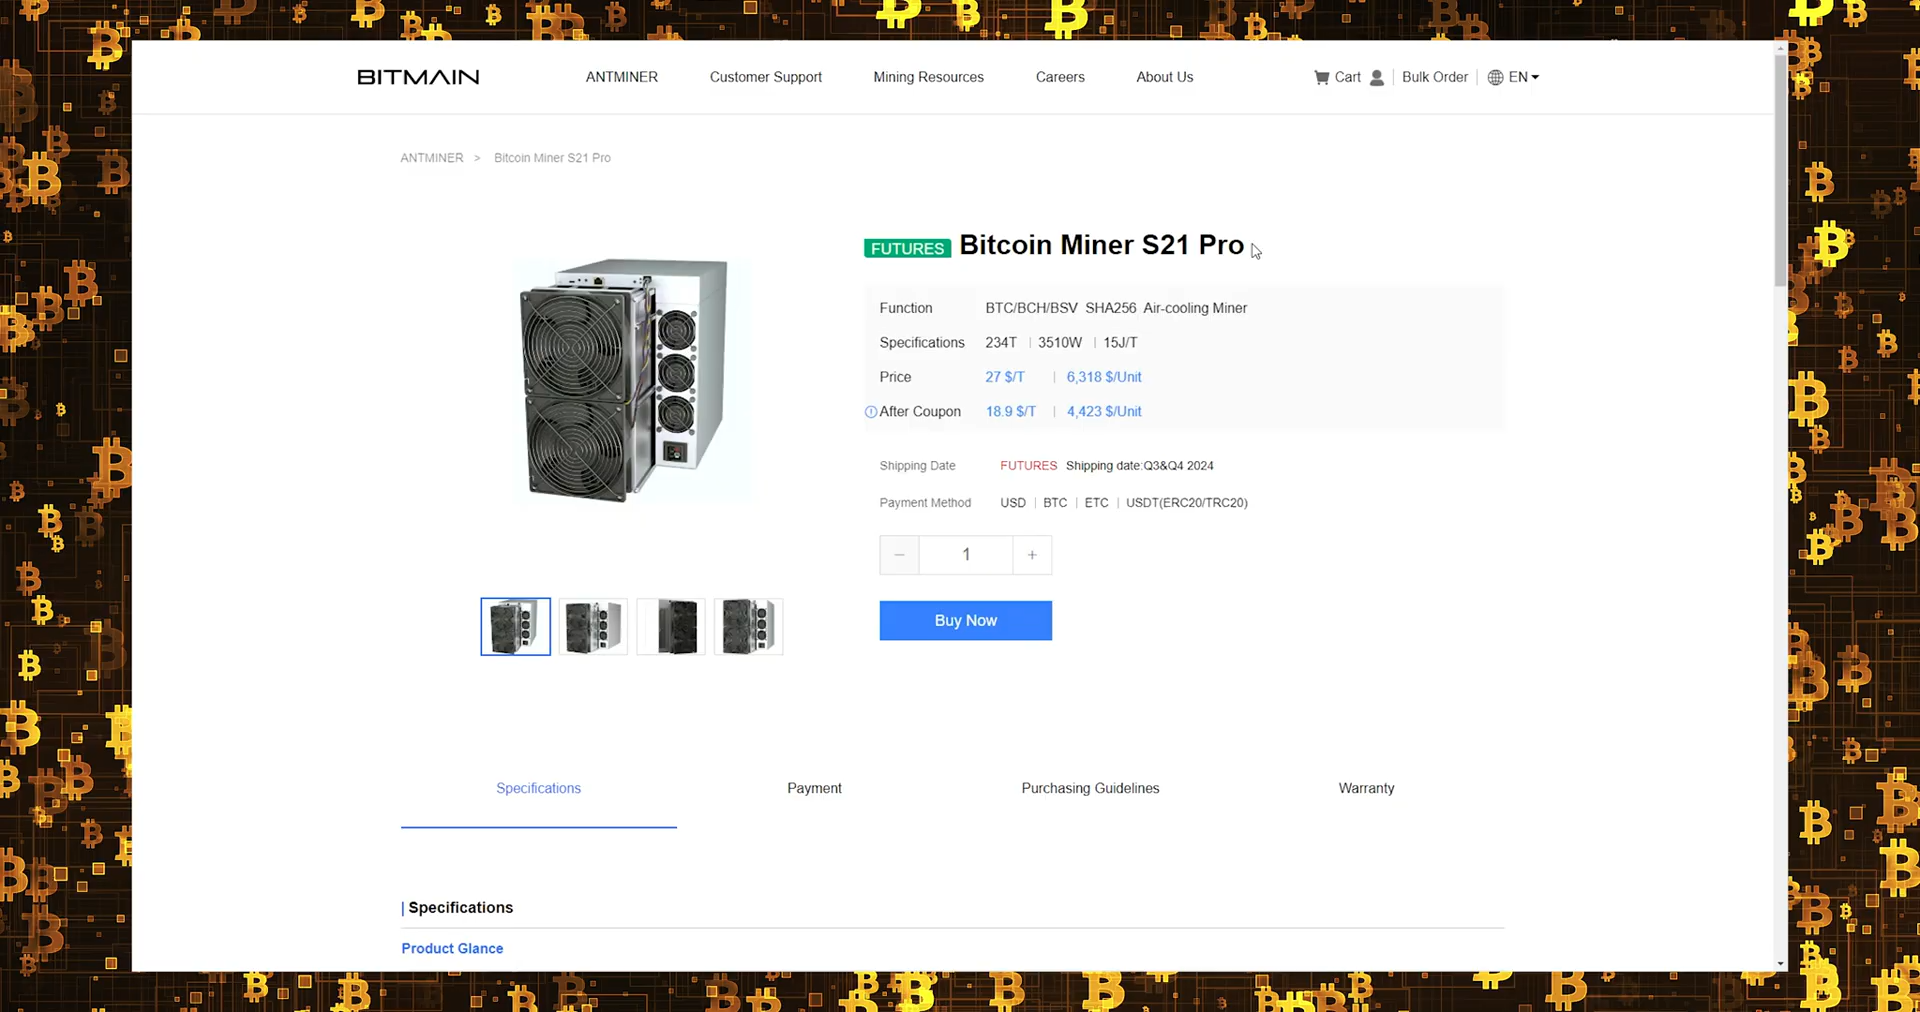 BITMAIN ANTMINER Customer Support Mining Resources Careers About Us Cart Bulk Order EN
ANTMINER > Bitcoin Miner S21 Pro
FUTURES Bitcoin Miner S21 Pro
Function BTC/BCH/BSV SHA256 Air-cooling Miner
Specifications 234T | 3510W | 15J/T
Price 27 $/T | 6,318 $/Unit
After Coupon 18.9 $/T | 4,423 $/Unit
Shipping Date FUTURES Shipping date:Q3&Q4 2024
Payment Method USD | BTC | ETC | USDT(ERC20/TRC20)
− 1 +
Buy Now
Specifications Payment Purchasing Guidelines Warranty
Specifications
Product Glance